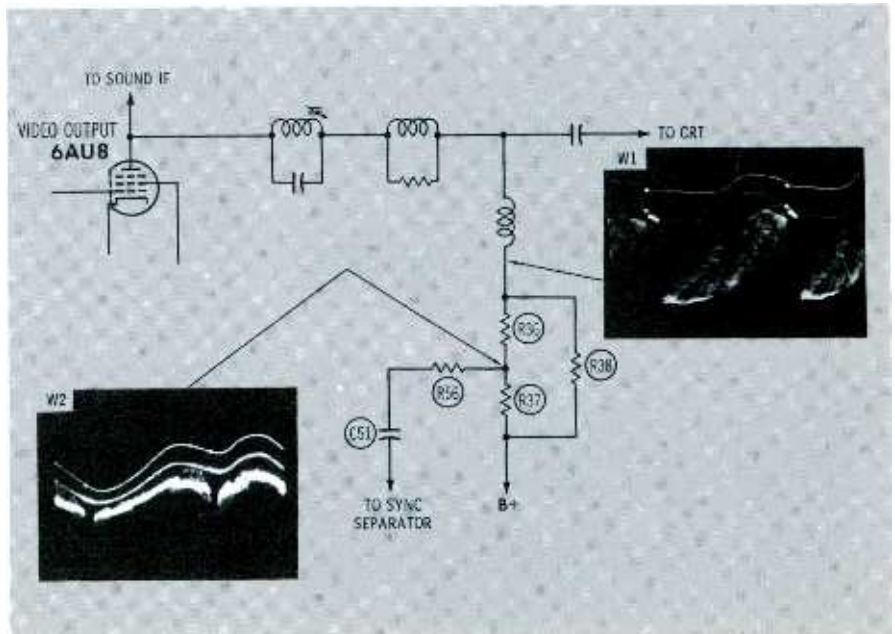 TO SOUND IF
VIDEO OUTPUT
6AU8
TO CRT
W1
R36
R38
R56
R37
W2
C51
TO SYNC
SEPARATOR
B+